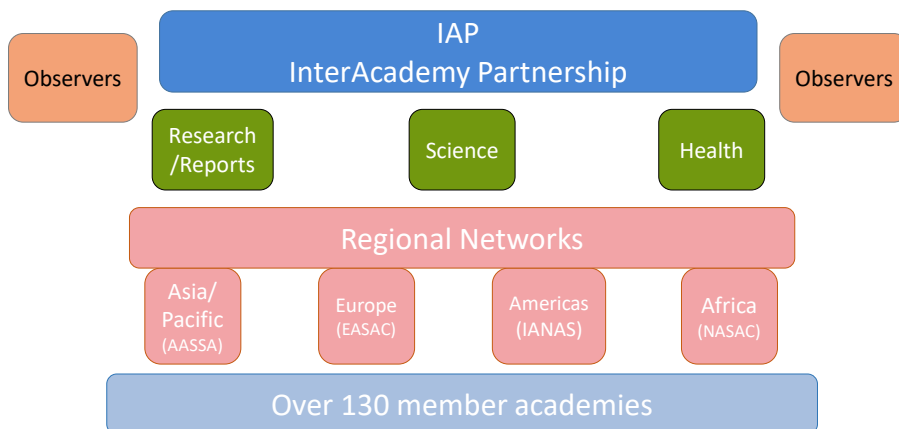 IAP
InterAcademy Partnership
Observers
Observers
Research
/Reports
Science
Health
Regional Networks
Asia/
Pacific
(AASSA)
Europe
(EASAC)
Americas
(IANAS)
Africa
(NASAC)
Over 130 member academies